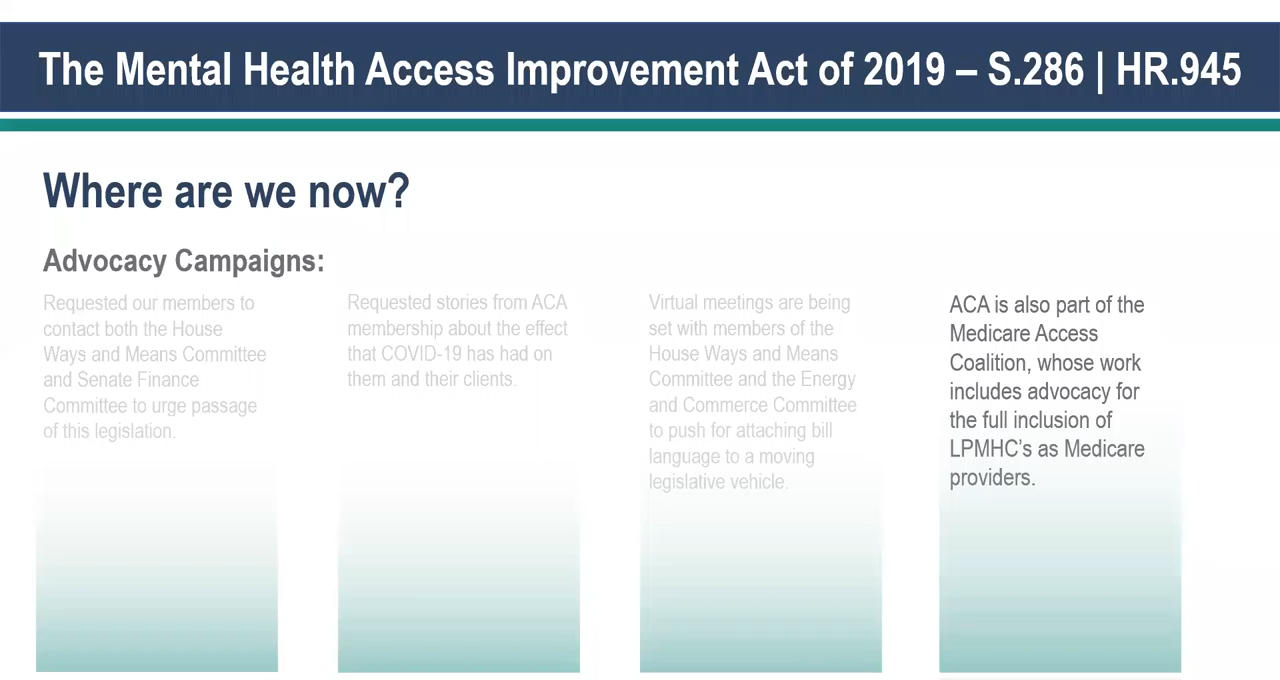 The Mental Health Access Improvement Act of 2019 – S.286 | HR.945
Where are we now?
Advocacy Campaigns:
Requested our members to
contact both the House
Ways and Means Committee
and Senate Finance
Committee to urge passage
of this legislation.
Requested stories from ACA
membership about the effect
that COVID-19 has had on
them and their clients.
Virtual meetings are being
set with members of the
House Ways and Means
Committee and the Energy
and Commerce Committee
to push for attaching bill
language to a moving
legislative vehicle.
ACA is also part of the
Medicare Access
Coalition, whose work
includes advocacy for
the full inclusion of
LPMHC's as Medicare
providers.